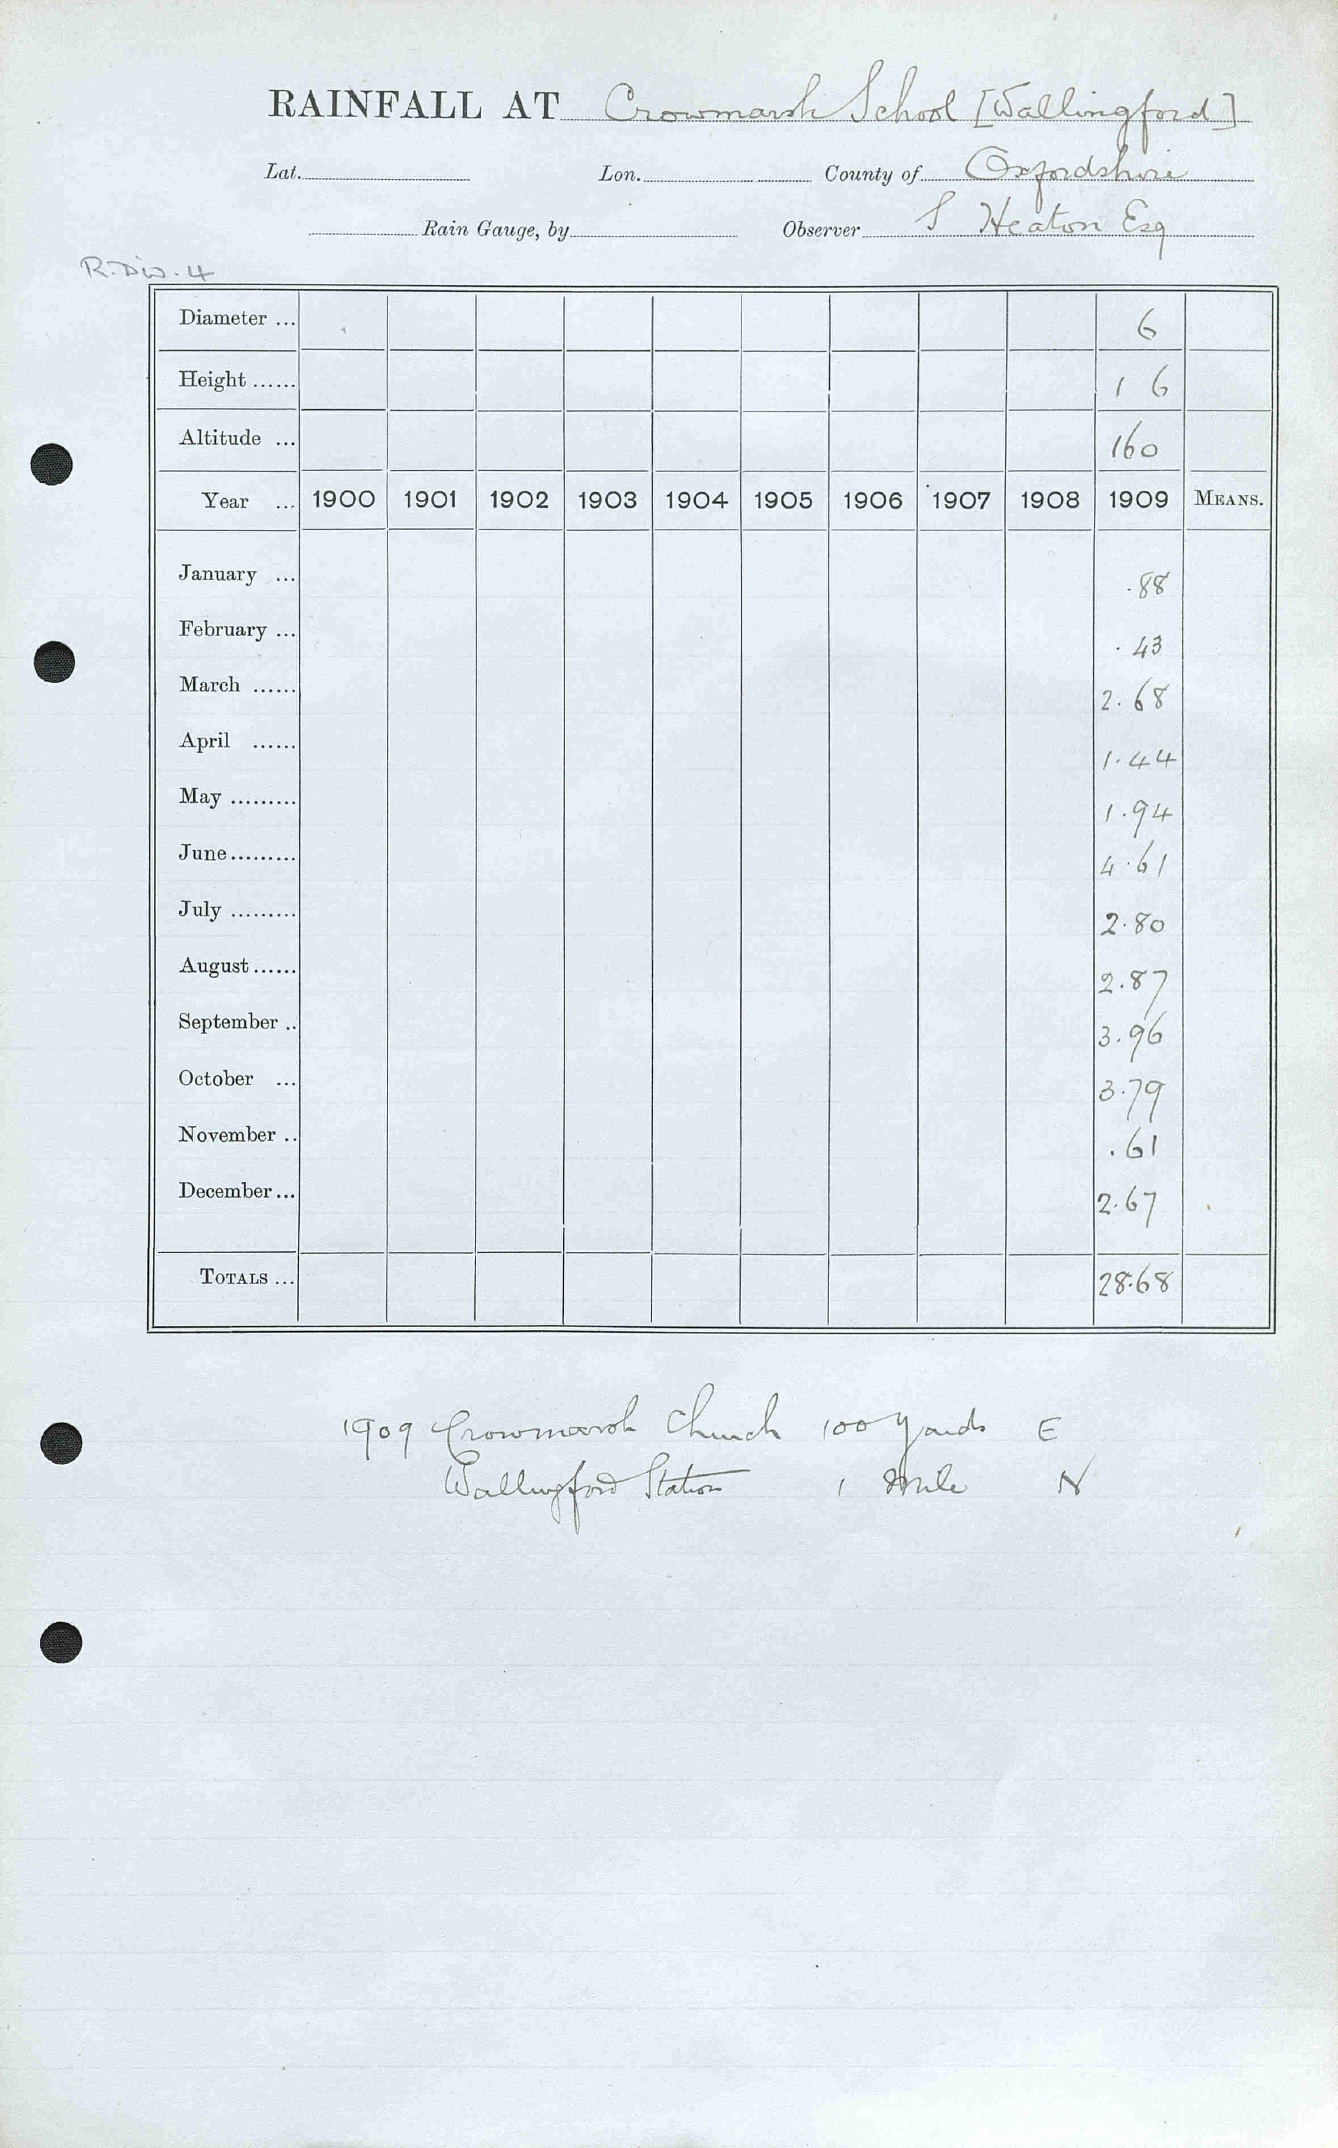 RAINFALL AT Crowmarsh School [Wallingford]
Lat. Lon. County of Oxfordshire
Rain Gauge, by Observer S Heaton Esq
R. Div. 4
Diameter ... 6
Height ...... 1 6
Altitude ... 160
Year ... 1900 1901 1902 1903 1904 1905 1906 1907 1908 1909 MEANS.
January ... .88
February ... .43
March ...... 2.68
April ...... 1.44
May ......... 1.94
June ......... 4.61
July ......... 2.80
August ...... 2.87
September .. 3.96
October ... 3.79
November .. .61
December ... 2.67
TOTALS ... 28.68
1909 Crowmarsh Church 100 yards E
Wallingford Station 1 Mile N